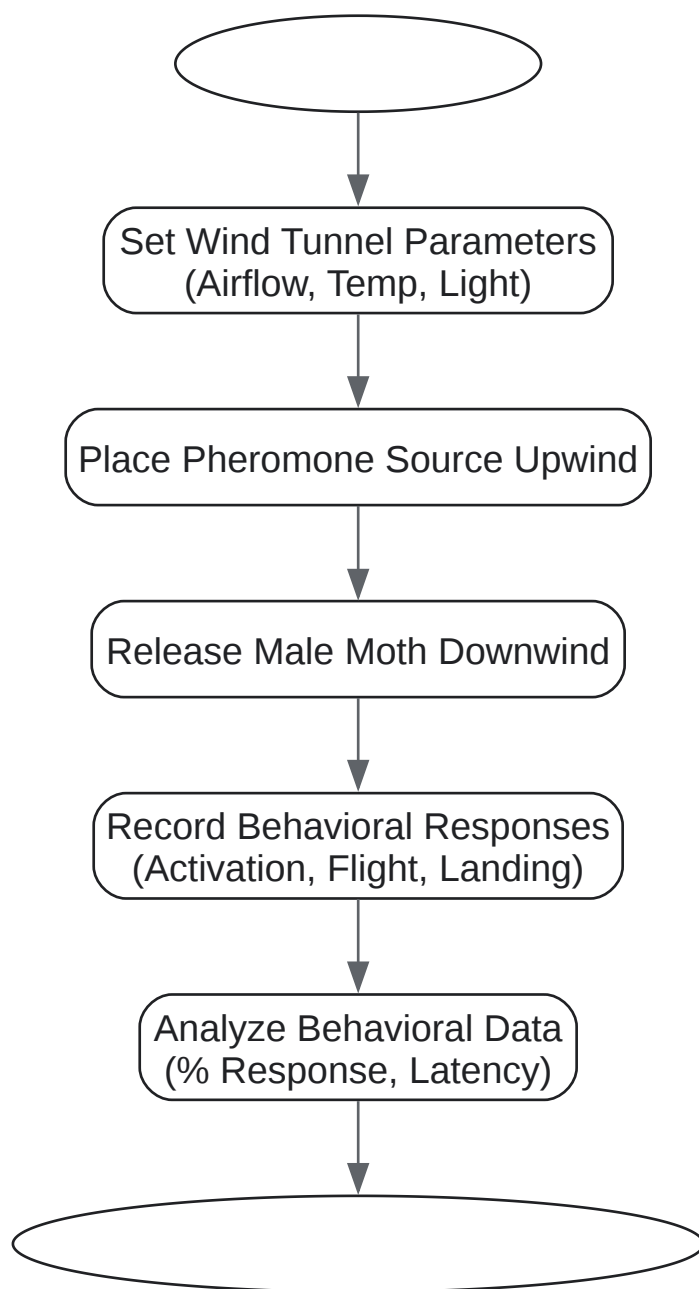 Set Wind Tunnel Parameters
(Airflow, Temp, Light)
Place Pheromone Source Upwind
Release Male Moth Downwind
Record Behavioral Responses
(Activation, Flight, Landing)
Analyze Behavioral Data
(% Response, Latency)